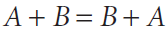 A + B = B + A